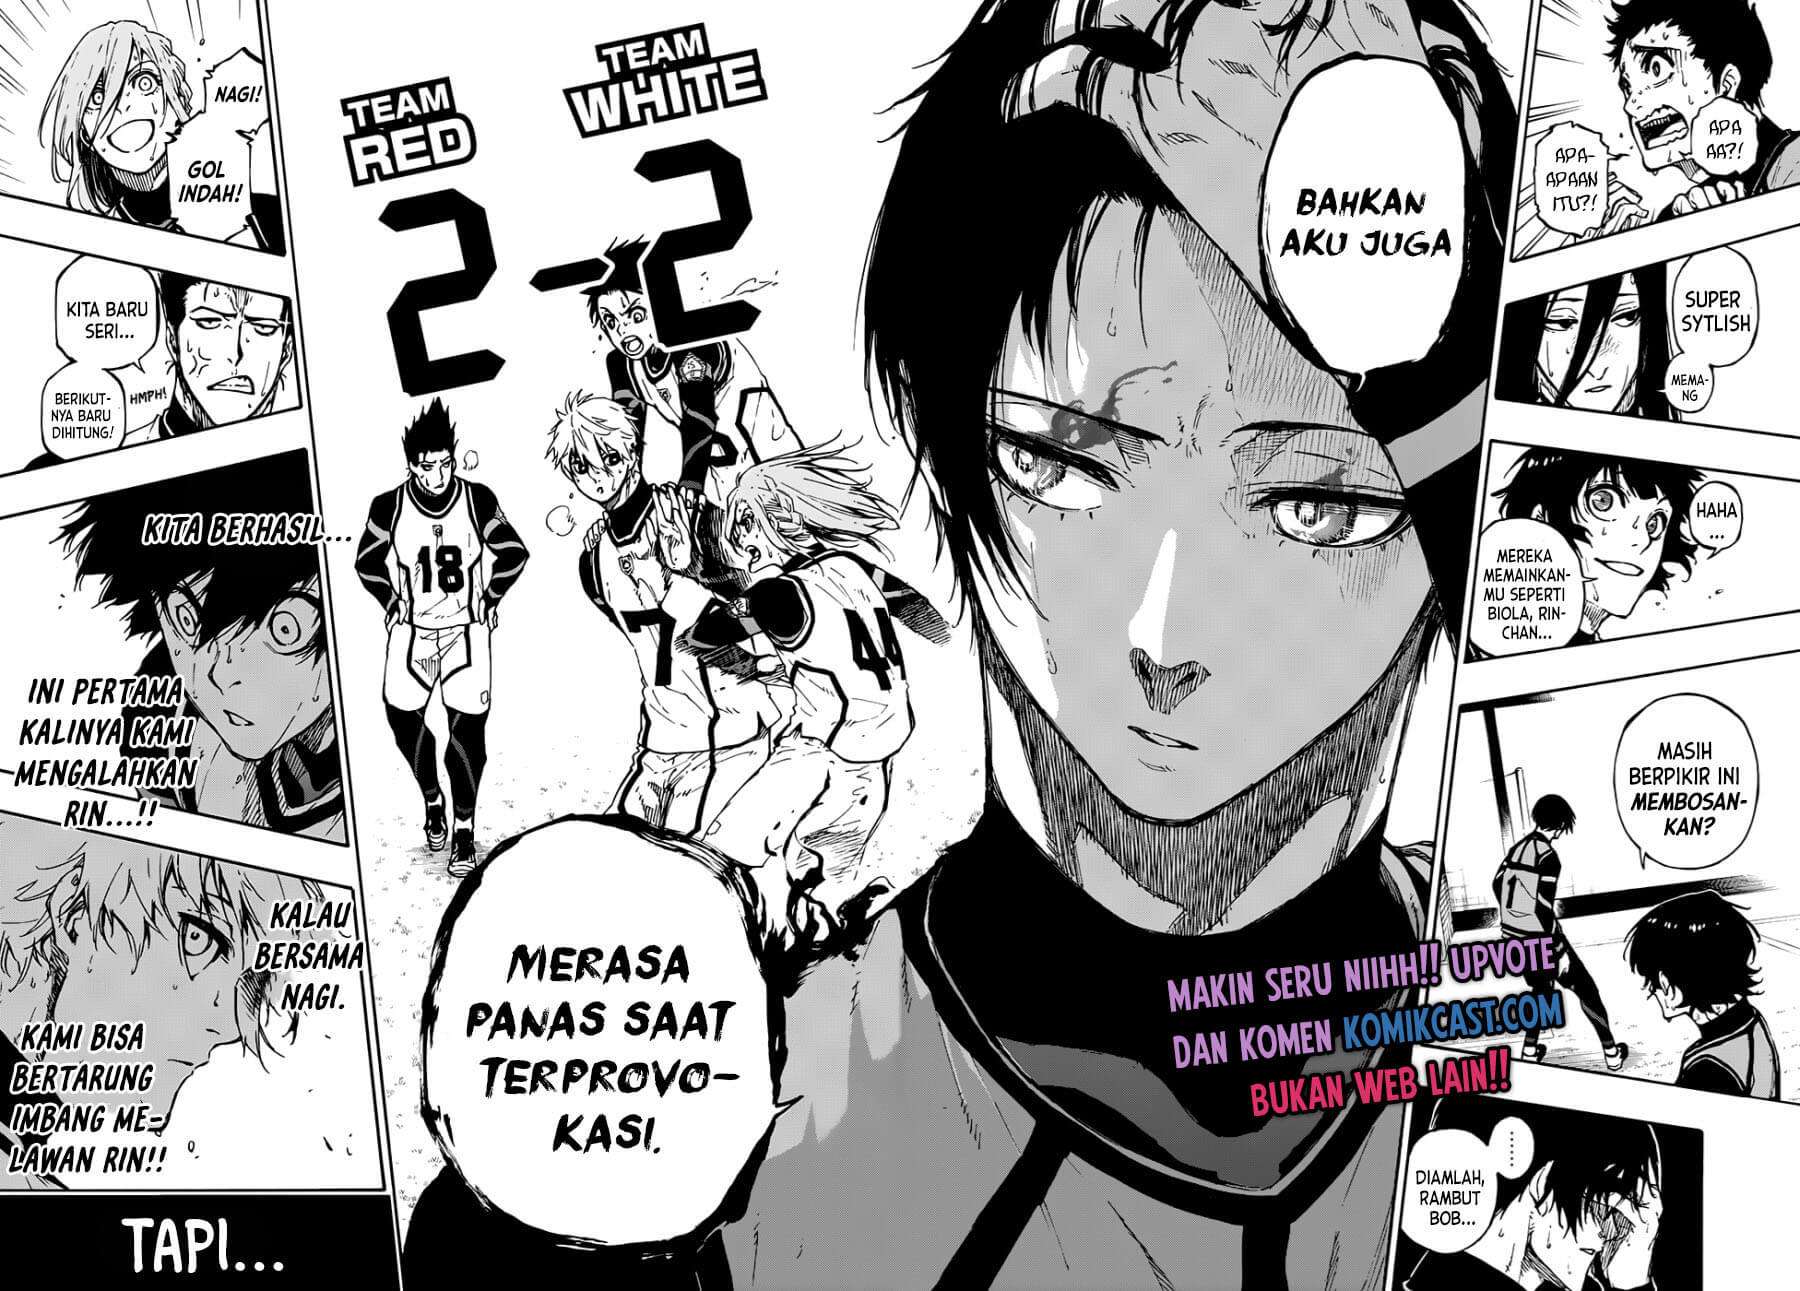 APA
AA?!
APA-
APAAN
ITU?!
SUPER
SYTLISH
MEMA-
NG
HAHA
...
MEREKA
MEMAINKAN-
MU SEPERTI
BIOLA, RIN-
CHAN...
MASIH
BERPIKIR INI
MEMBOSAN-
KAN?
1
......
DIAMLAH,
RAMBUT
BOB...
BAHKAN
AKU JUGA
TEAM
RED
TEAM
WHITE
2 - 2
18
7
44
MERASA
PANAS SAAT
TERPROVO-
KASI.
MAKIN SERU NIIHH!! UPVOTE
DAN KOMEN KOMIKCAST.COM
BUKAN WEB LAIN!!
NAGI!
GOL
INDAH!
KITA BARU
SERI...
HMPH!
BERIKUT-
NYA BARU
DIHITUNG!
KITA BERHASIL...
INI PERTAMA
KALINYA KAMI
MENGALAHKAN
RIN...!!
KALAU
BERSAMA
NAGI.
KAMI BISA
BERTARUNG
IMBANG ME-
LAWAN RIN!!
TAPI...